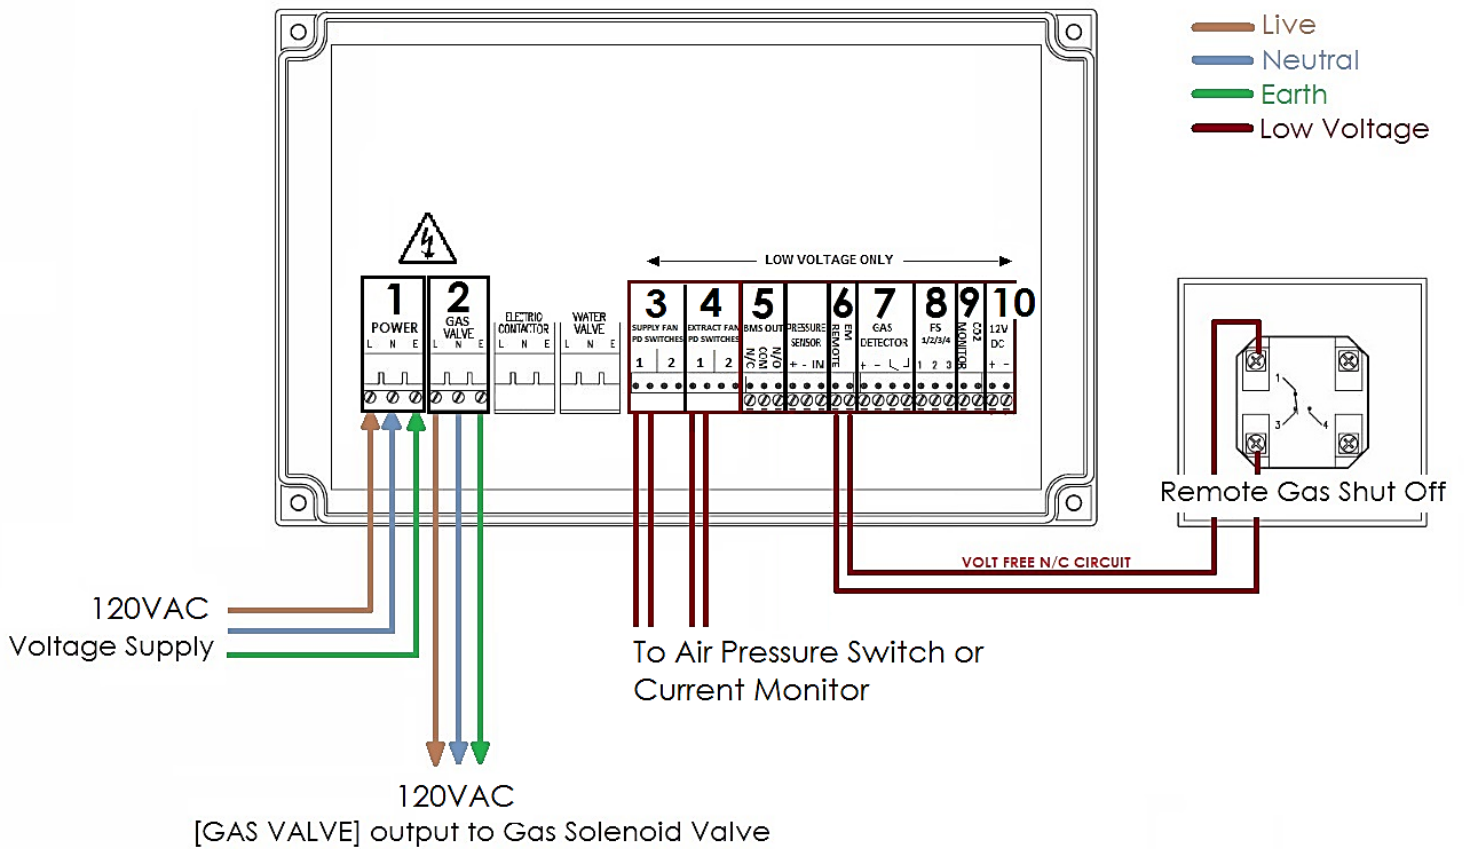 Live
Neutral
Earth
Low Voltage
LOW VOLTAGE ONLY
1
POWER
L N E
2
GAS
VALVE
L N E
ELECTRIC
CONTACTOR
L N E
WATER
VALVE
L N E
3
SUPPLY FAN
PD SWITCHES
1 2
4
EXTRACT FAN
PD SWITCHES
1 2
5
BMS OUT
N/C
COM
N/O
PRESSURE
SENSOR
+ - IN
6
REMOTE
EM
7
GAS
DETECTOR
+ -
8
FS
1/2/3/4
1 2 3
9
MONITOR
CO2
10
12V
DC
+ -
1
3 4
Remote Gas Shut Off
VOLT FREE N/C CIRCUIT
120VAC
Voltage Supply
To Air Pressure Switch or
Current Monitor
120VAC
[GAS VALVE] output to Gas Solenoid Valve